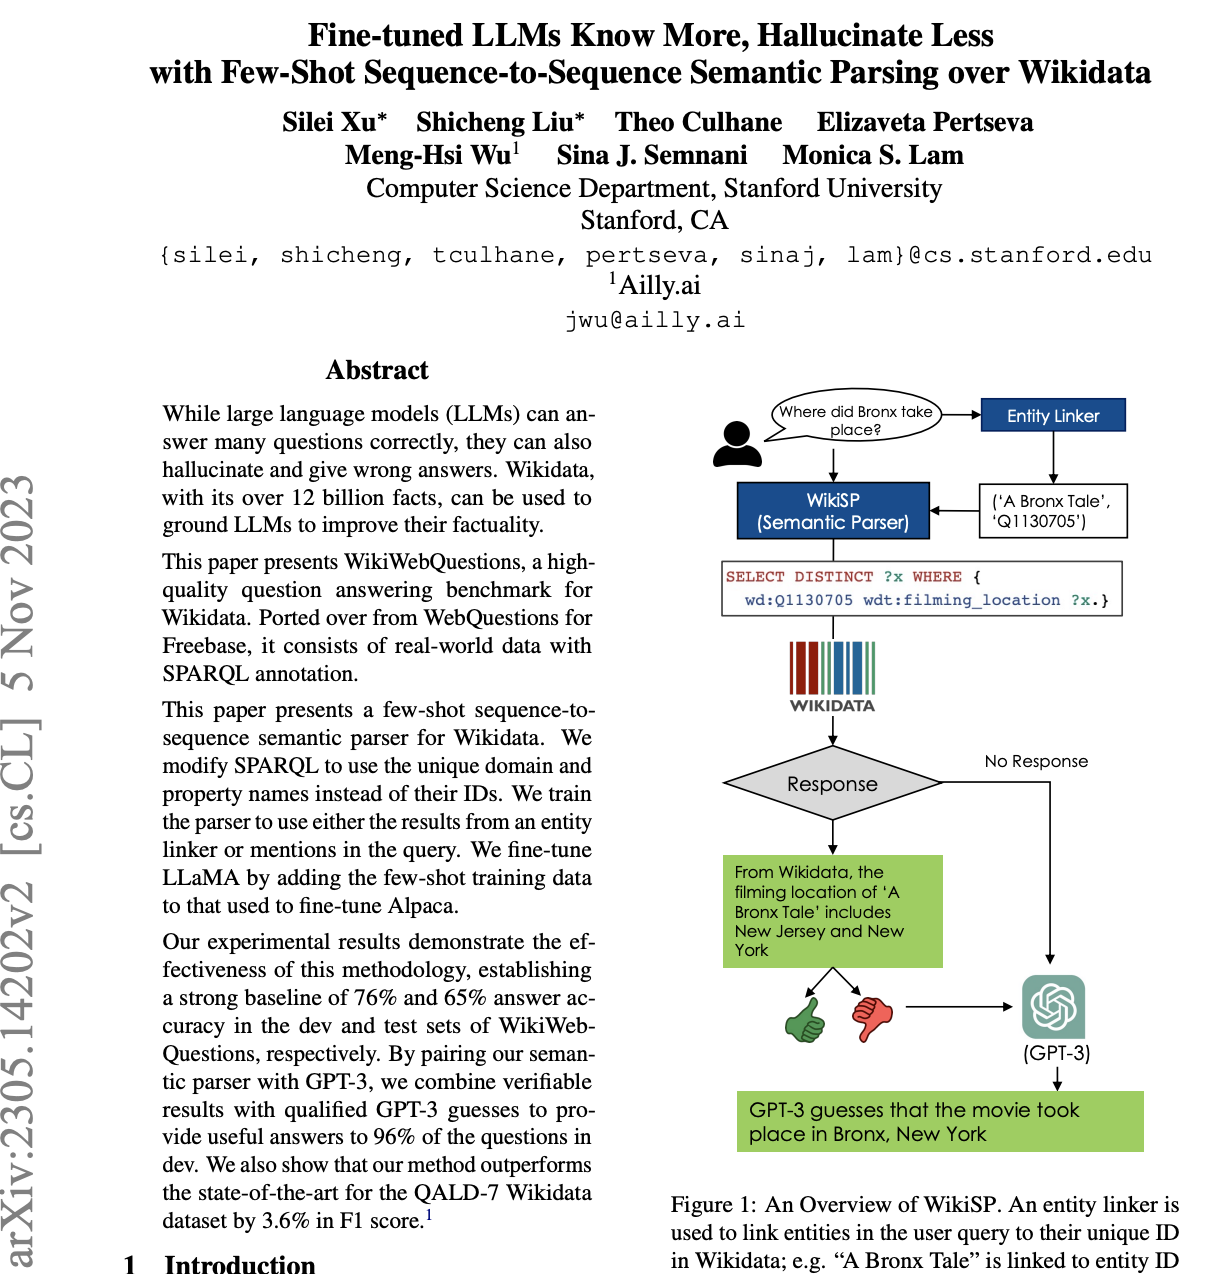 Fine-tuned LLMs Know More, Hallucinate Less
with Few-Shot Sequence-to-Sequence Semantic Parsing over Wikidata
Silei Xu* Shicheng Liu* Theo Culhane Elizaveta Pertseva
Meng-Hsi Wu1 Sina J. Semnani Monica S. Lam
Computer Science Department, Stanford University
Stanford, CA
{silei, shicheng, tculhane, pertseva, sinaj, lam}@cs.stanford.edu
1Ailly.ai
jwu@ailly.ai
arXiv:2305.14202v2 [cs.CL] 5 Nov 2023
Abstract
While large language models (LLMs) can an-
swer many questions correctly, they can also
hallucinate and give wrong answers. Wikidata,
with its over 12 billion facts, can be used to
ground LLMs to improve their factuality.
This paper presents WikiWebQuestions, a high-
quality question answering benchmark for
Wikidata. Ported over from WebQuestions for
Freebase, it consists of real-world data with
SPARQL annotation.
This paper presents a few-shot sequence-to-
sequence semantic parser for Wikidata. We
modify SPARQL to use the unique domain and
property names instead of their IDs. We train
the parser to use either the results from an entity
linker or mentions in the query. We fine-tune
LLaMA by adding the few-shot training data
to that used to fine-tune Alpaca.
Our experimental results demonstrate the ef-
fectiveness of this methodology, establishing
a strong baseline of 76% and 65% answer ac-
curacy in the dev and test sets of WikiWeb-
Questions, respectively. By pairing our seman-
tic parser with GPT-3, we combine verifiable
results with qualified GPT-3 guesses to pro-
vide useful answers to 96% of the questions in
dev. We also show that our method outperforms
the state-of-the-art for the QALD-7 Wikidata
dataset by 3.6% in F1 score.1
1 Introduction
Where did Bronx take
place?
Entity Linker
WikiSP
(Semantic Parser)
('A Bronx Tale',
'Q1130705')
SELECT DISTINCT ?x WHERE {
wd:Q1130705 wdt:filming_location ?x.}
WIKIDATA
Response
No Response
From Wikidata, the
filming location of 'A
Bronx Tale' includes
New Jersey and New
York
(GPT-3)
GPT-3 guesses that the movie took
place in Bronx, New York
Figure 1: An Overview of WikiSP. An entity linker is
used to link entities in the user query to their unique ID
in Wikidata; e.g. "A Bronx Tale" is linked to entity ID